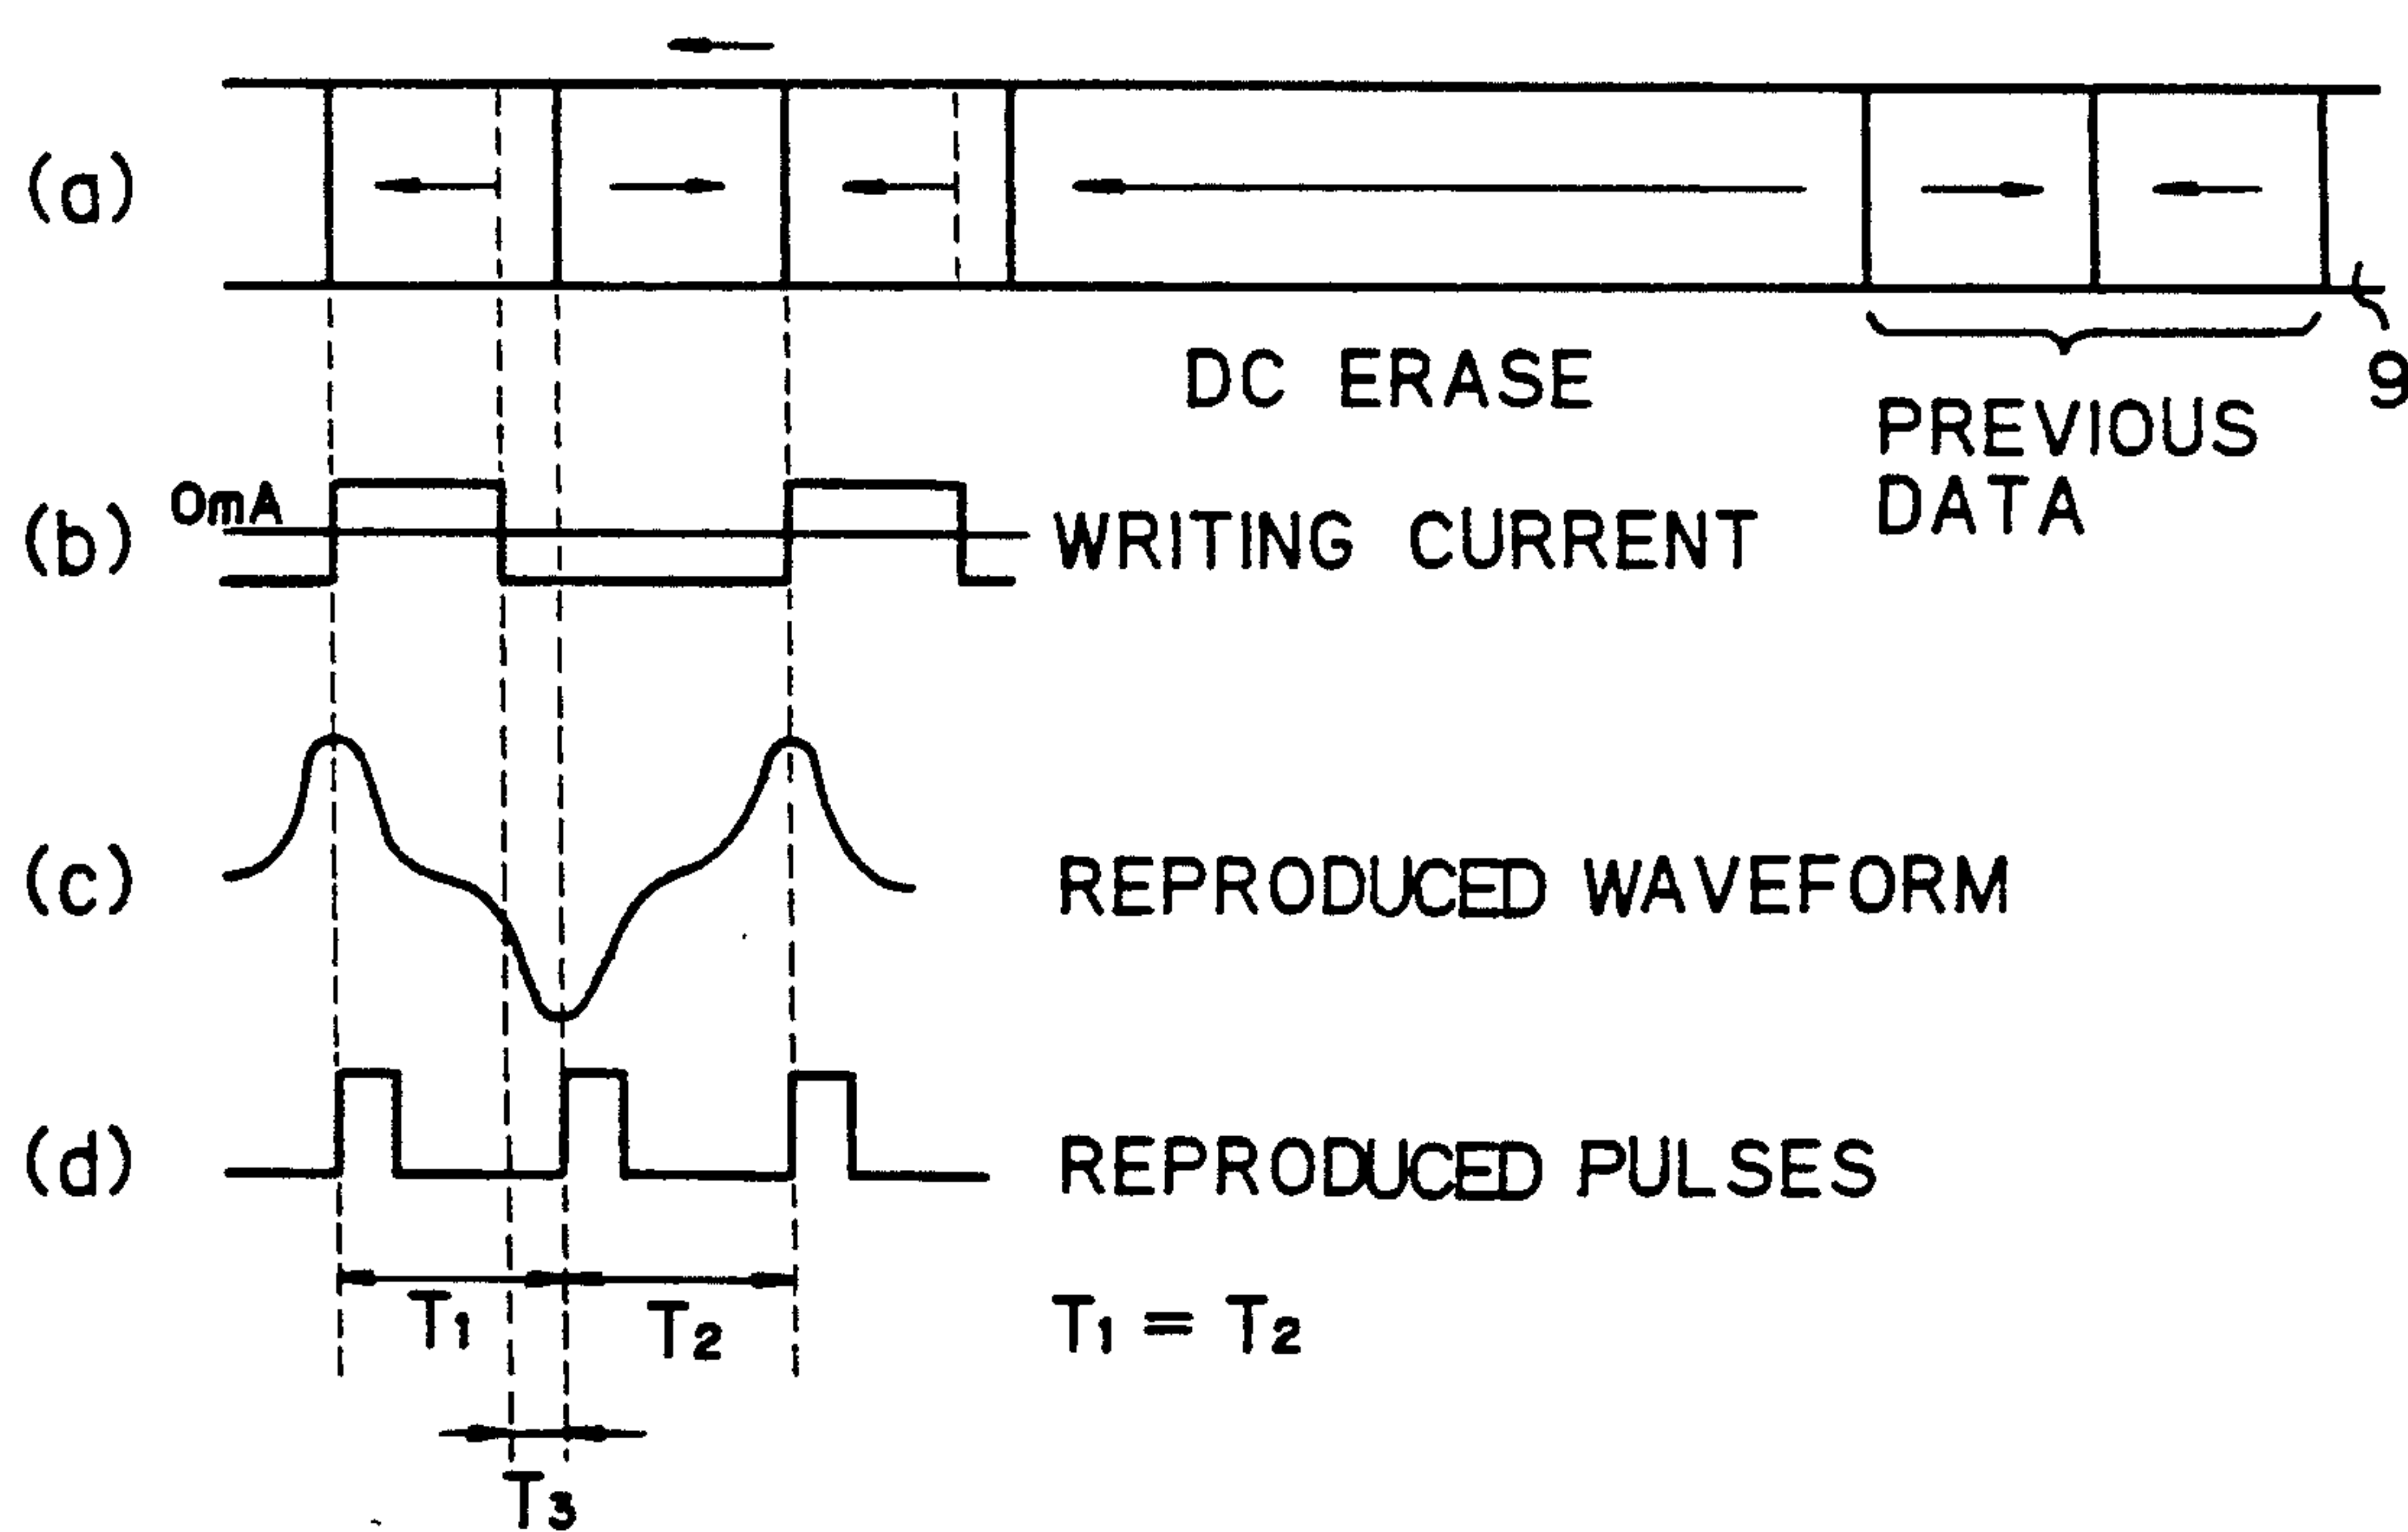 (a)
DC ERASE
9
PREVIOUS
DATA
(b)
0mA
WRITING CURRENT
(c)
REPRODUCED WAVEFORM
(d)
REPRODUCED PULSES
T1
T2
T1 = T2
T3